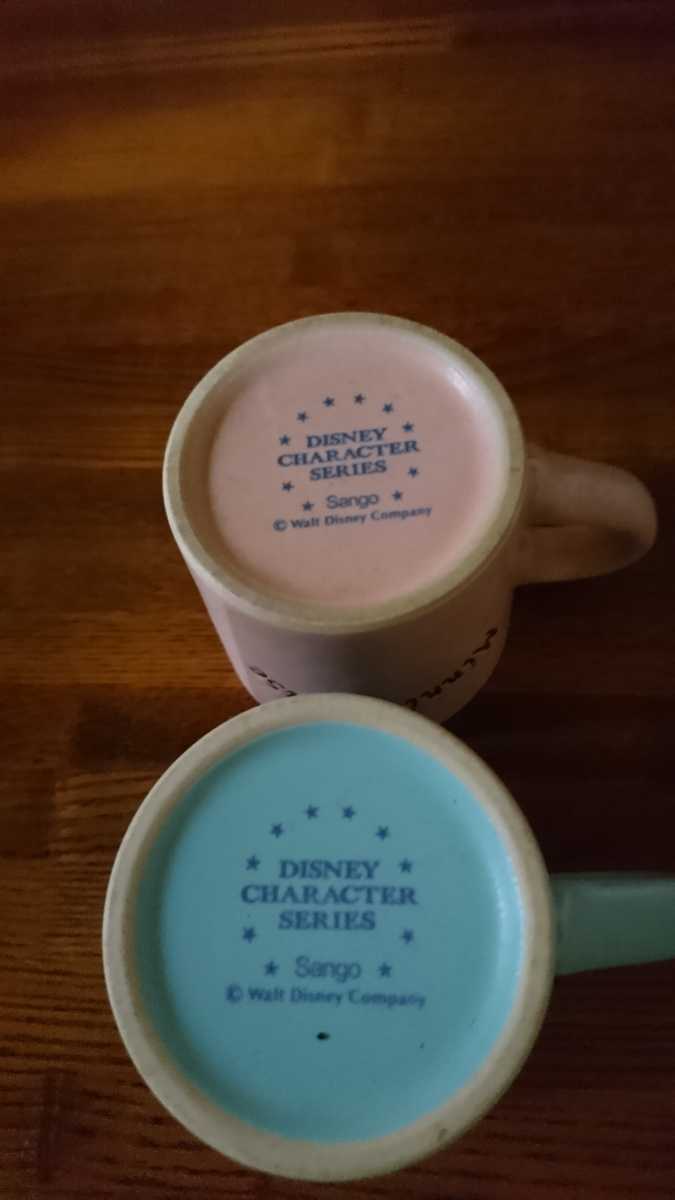 DISNEY
CHARACTER
SERIES
Sango
© Walt Disney Company
DISNEY
CHARACTER
SERIES
Sango
© Walt Disney Company